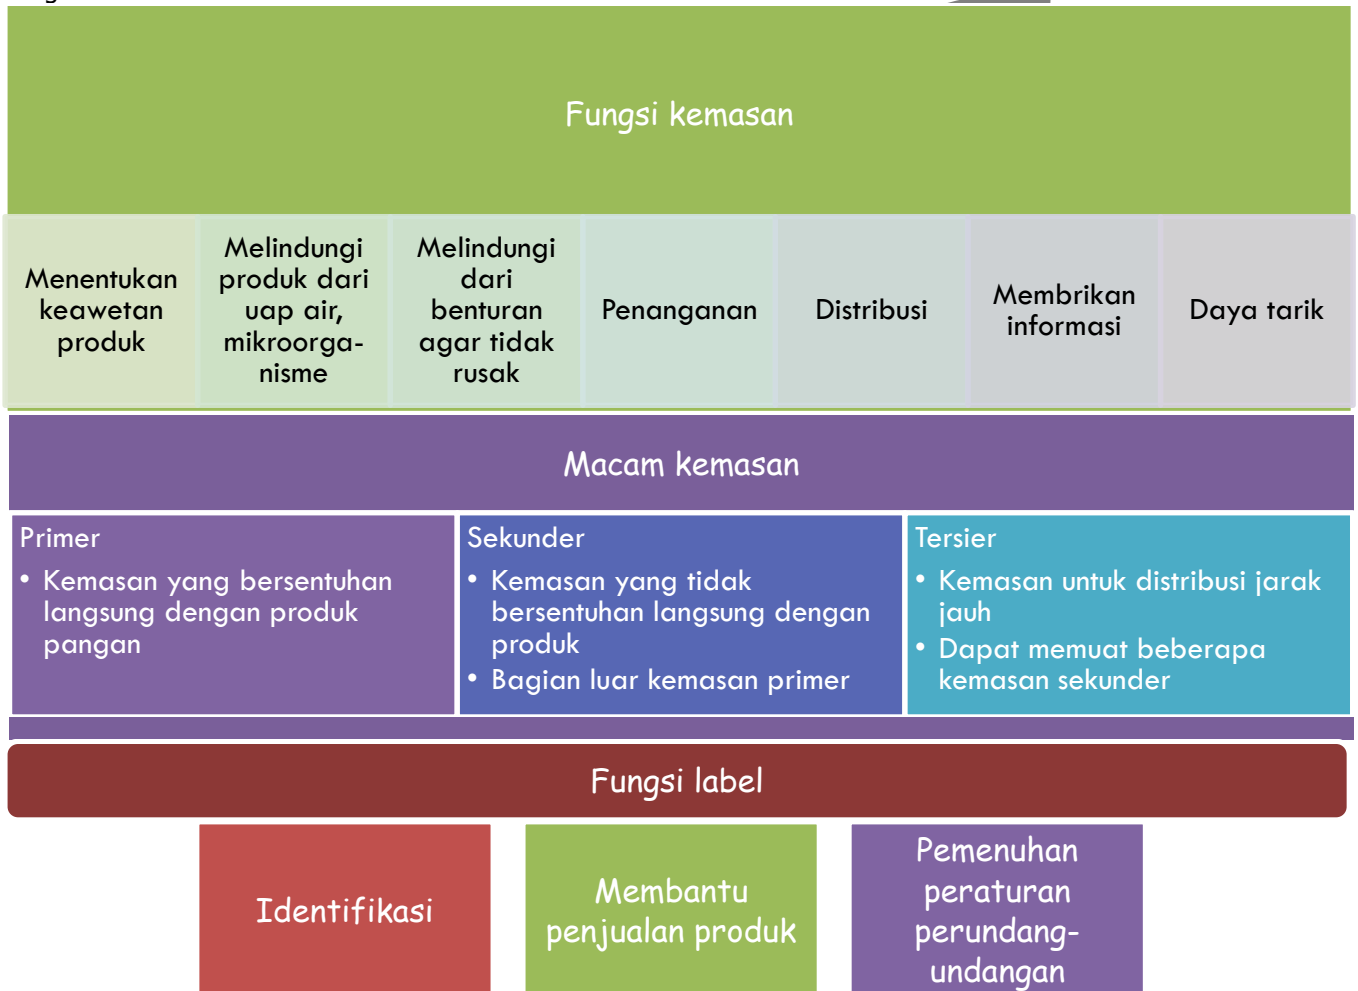 Fungsi kemasan
Menentukan
keawetan
produk
Melindungi
produk dari
uap air,
mikroorga-
nisme
Melindungi
dari
benturan
agar tidak
rusak
Penanganan
Distribusi
Membrikan
informasi
Daya tarik
Macam kemasan
Primer
• Kemasan yang bersentuhan
langsung dengan produk
pangan
Sekunder
• Kemasan yang tidak
bersentuhan langsung dengan
produk
• Bagian luar kemasan primer
Tersier
• Kemasan untuk distribusi jarak
jauh
• Dapat memuat beberapa
kemasan sekunder
Fungsi label
Identifikasi
Membantu
penjualan produk
Pemenuhan
peraturan
perundang-
undangan